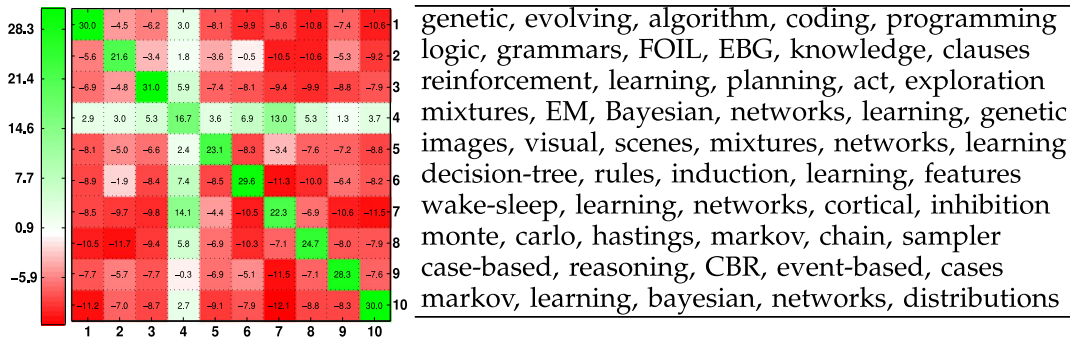 28.3
21.4
14.6
7.7
0.9
−5.9
30.0 −4.5 −6.2 3.0 −8.1 −9.9 −8.6 −10.8 −7.4 −10.6 1
−5.6 21.6 −3.4 1.8 −3.6 −0.5 −10.5 −10.6 −5.3 −9.2 2
−6.9 −4.8 31.0 5.9 −7.4 −8.1 −9.4 −9.9 −8.8 −7.9 3
2.9 3.0 5.3 16.7 3.6 6.9 13.0 5.3 1.3 3.7 4
−8.1 −5.0 −6.6 2.4 23.1 −8.3 −3.4 −7.6 −7.2 −8.8 5
−8.9 −1.9 −8.4 7.4 −8.5 29.6 −11.3 −10.0 −6.4 −8.2 6
−8.5 −9.7 −9.8 14.1 −4.4 −10.5 22.3 −6.9 −10.6 −11.5 7
−10.5 −11.7 −9.4 5.8 −6.9 −10.3 −7.1 24.7 −8.0 −7.9 8
−7.7 −5.7 −7.7 −0.3 −6.9 −5.1 −11.5 −7.1 28.3 −7.6 9
−11.2 −7.0 −8.7 2.7 −9.1 −7.9 −12.1 −8.8 −8.3 30.0 10
1 2 3 4 5 6 7 8 9 10
genetic, evolving, algorithm, coding, programming
logic, grammars, FOIL, EBG, knowledge, clauses
reinforcement, learning, planning, act, exploration
mixtures, EM, Bayesian, networks, learning, genetic
images, visual, scenes, mixtures, networks, learning
decision-tree, rules, induction, learning, features
wake-sleep, learning, networks, cortical, inhibition
monte, carlo, hastings, markov, chain, sampler
case-based, reasoning, CBR, event-based, cases
markov, learning, bayesian, networks, distributions